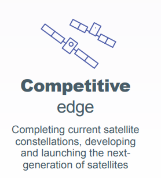 Competitive
edge
Completing current satellite
constellations, developing
and launching the next-
generation of satellites